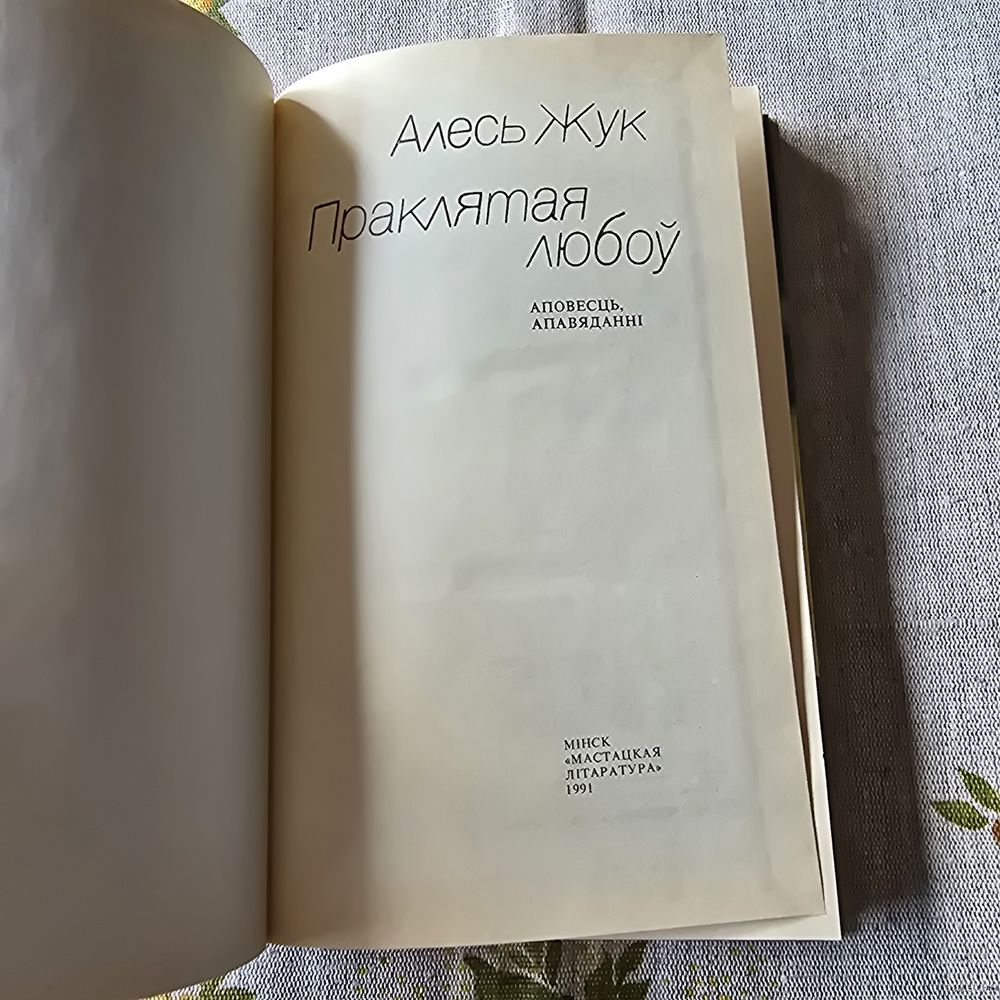 Алесь Жук
Праклятая
любоў
АПОВЕСЦЬ,
АПАВЯДАННІ
МІНСК
«МАСТАЦКАЯ
ЛІТАРАТУРА»
1991